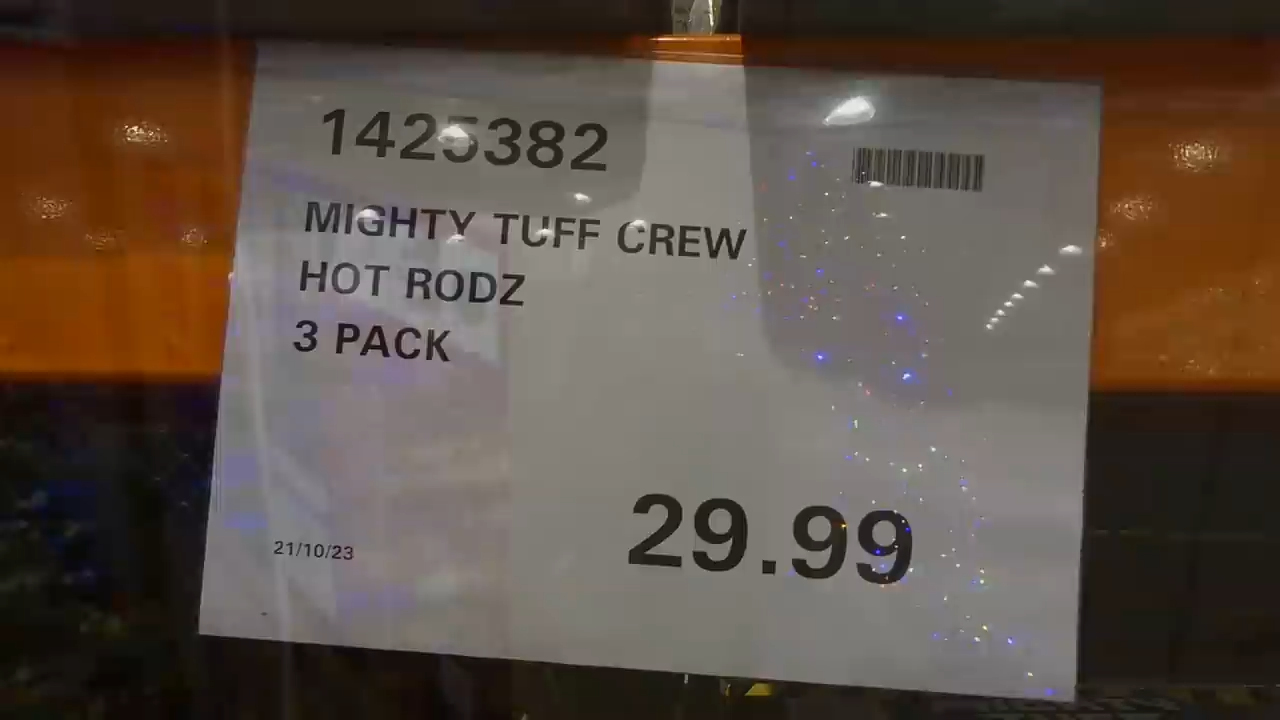 1425382
MIGHTY TUFF CREW
HOT RODZ
3 PACK
29.99
21/10/23